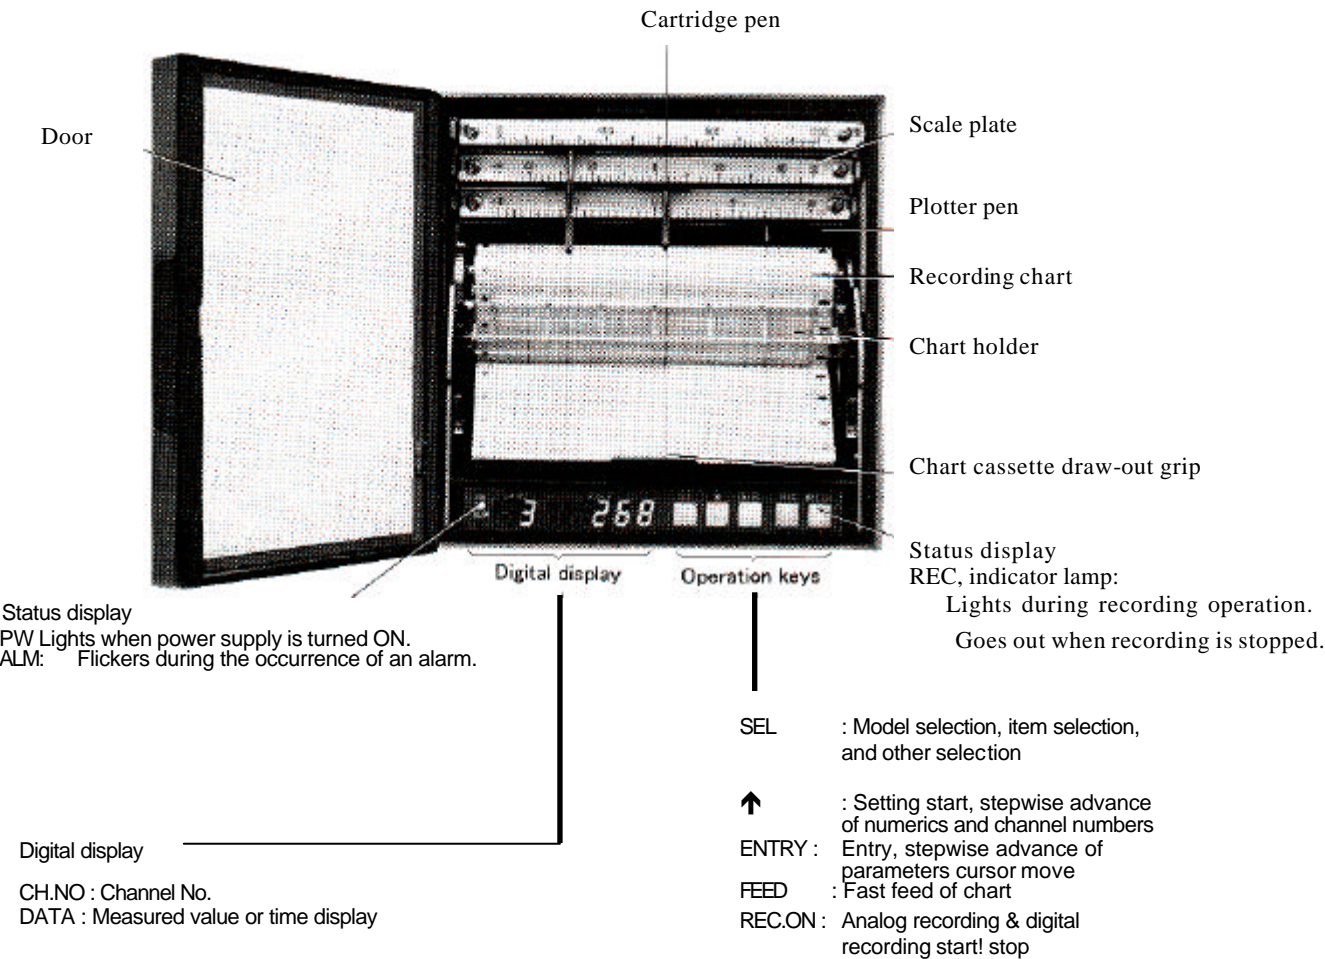 Cartridge pen
Door
Scale plate
Plotter pen
Recording chart
Chart holder
Chart cassette draw-out grip
3 268
Digital display
Operation keys
Status display
REC, indicator lamp:
Lights during recording operation.
Goes out when recording is stopped.
Status display
PW Lights when power supply is turned ON.
ALM: Flickers during the occurrence of an alarm.
SEL : Model selection, item selection,
and other selection
↑ : Setting start, stepwise advance
of numerics and channel numbers
ENTRY : Entry, stepwise advance of
parameters cursor move
FEED : Fast feed of chart
REC.ON : Analog recording & digital
recording start! stop
Digital display
CH.NO : Channel No.
DATA : Measured value or time display